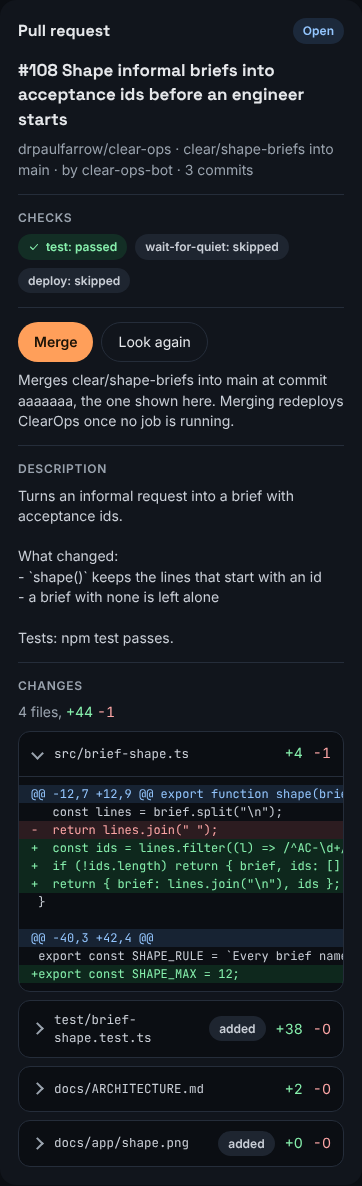 Pull request
Open
#108 Shape informal briefs into
acceptance ids before an engineer
starts
drpaulfarrow/clear-ops · clear/shape-briefs into
main · by clear-ops-bot · 3 commits
CHECKS
✓ test: passed
wait-for-quiet: skipped
deploy: skipped
Merge
Look again
Merges clear/shape-briefs into main at commit
aaaaaaa, the one shown here. Merging redeploys
ClearOps once no job is running.
DESCRIPTION
Turns an informal request into a brief with
acceptance ids.
What changed:
- `shape()` keeps the lines that start with an id
- a brief with none is left alone
Tests: npm test passes.
CHANGES
4 files, +44 -1
src/brief-shape.ts +4 -1
@@ -12,7 +12,9 @@ export function shape(brie
   const lines = brief.split("\n");
-  return lines.join(" ");
+  const ids = lines.filter((l) => /^AC-\d+/
+  if (!ids.length) return { brief, ids: []
+  return { brief: lines.join("\n"), ids };
 }
@@ -40,3 +42,4 @@
 export const SHAPE_RULE = `Every brief name
+export const SHAPE_MAX = 12;
test/brief-
shape.test.ts
added +38 -0
docs/ARCHITECTURE.md +2 -0
docs/app/shape.png added +0 -0